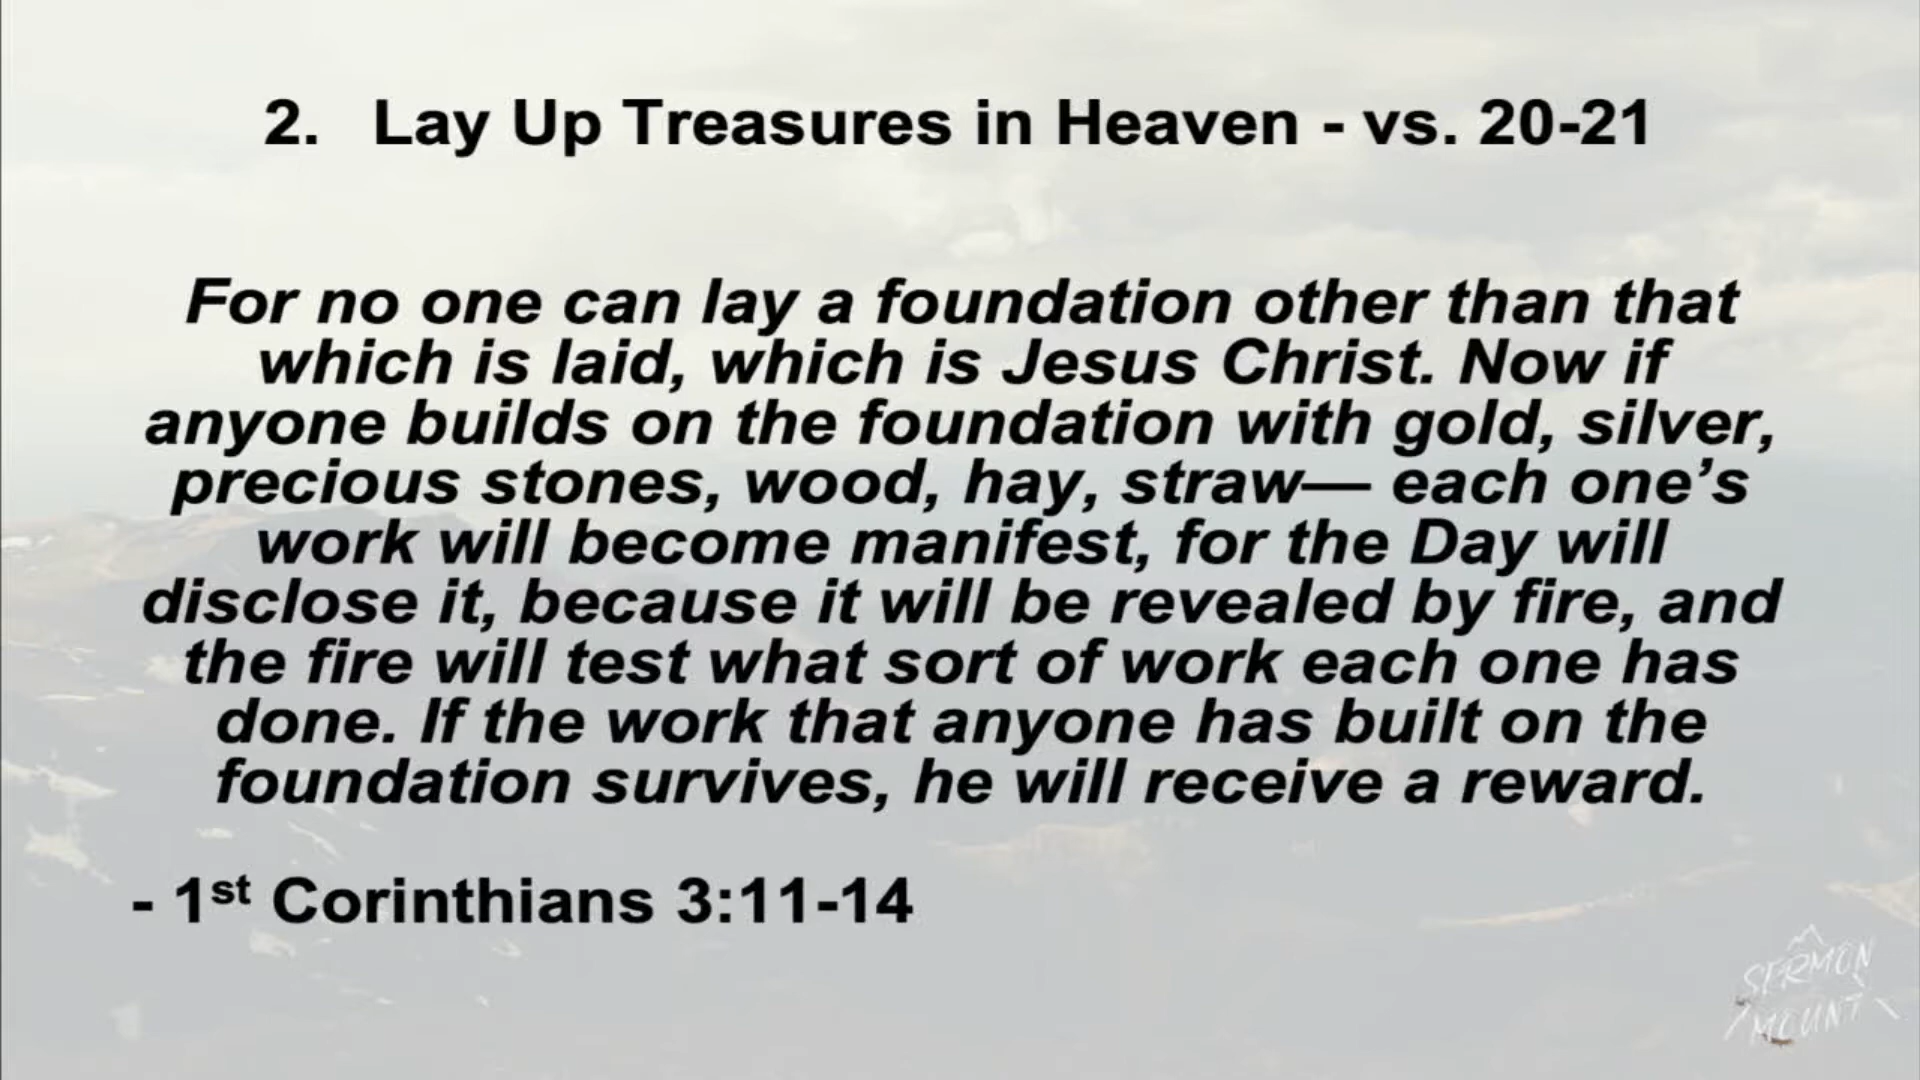 2. Lay Up Treasures in Heaven - vs. 20-21
For no one can lay a foundation other than that
which is laid, which is Jesus Christ. Now if
anyone builds on the foundation with gold, silver,
precious stones, wood, hay, straw— each one’s
work will become manifest, for the Day will
disclose it, because it will be revealed by fire, and
the fire will test what sort of work each one has
done. If the work that anyone has built on the
foundation survives, he will receive a reward.
- 1st Corinthians 3:11-14
SERMON
MOUNT